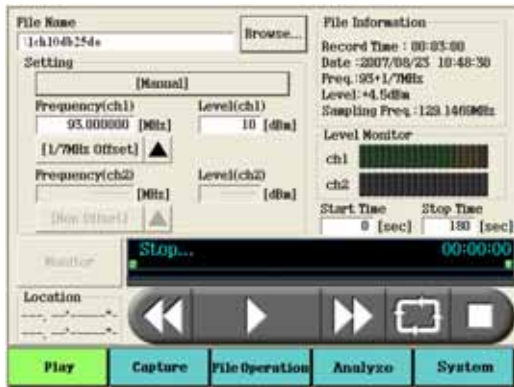 File Name
\1ch10db25ds
Browse...
Setting
[Manual]
Frequency(ch1)
Level(ch1)
93.000000 [MHz]
10 [dBm]
[1/7MHz Offset]
Frequency(ch2)
Level(ch2)
[MHz]
[dBm]
[Non Offset]
File Information
Record Time : 00:03:00
Date :2007/08/23 10:48:30
Freq.:93+1/7MHz
Level:+4.5dBm
Sampling Freq.:129.1469MHz
Level Monitor
ch1
ch2
Start Time
Stop Time
0 [sec]
180 [sec]
Monitor
Stop...
00:00:00
Location
---, --'-----"-
---, --'-----"-
Play
Capture
File Operation
Analyze
System